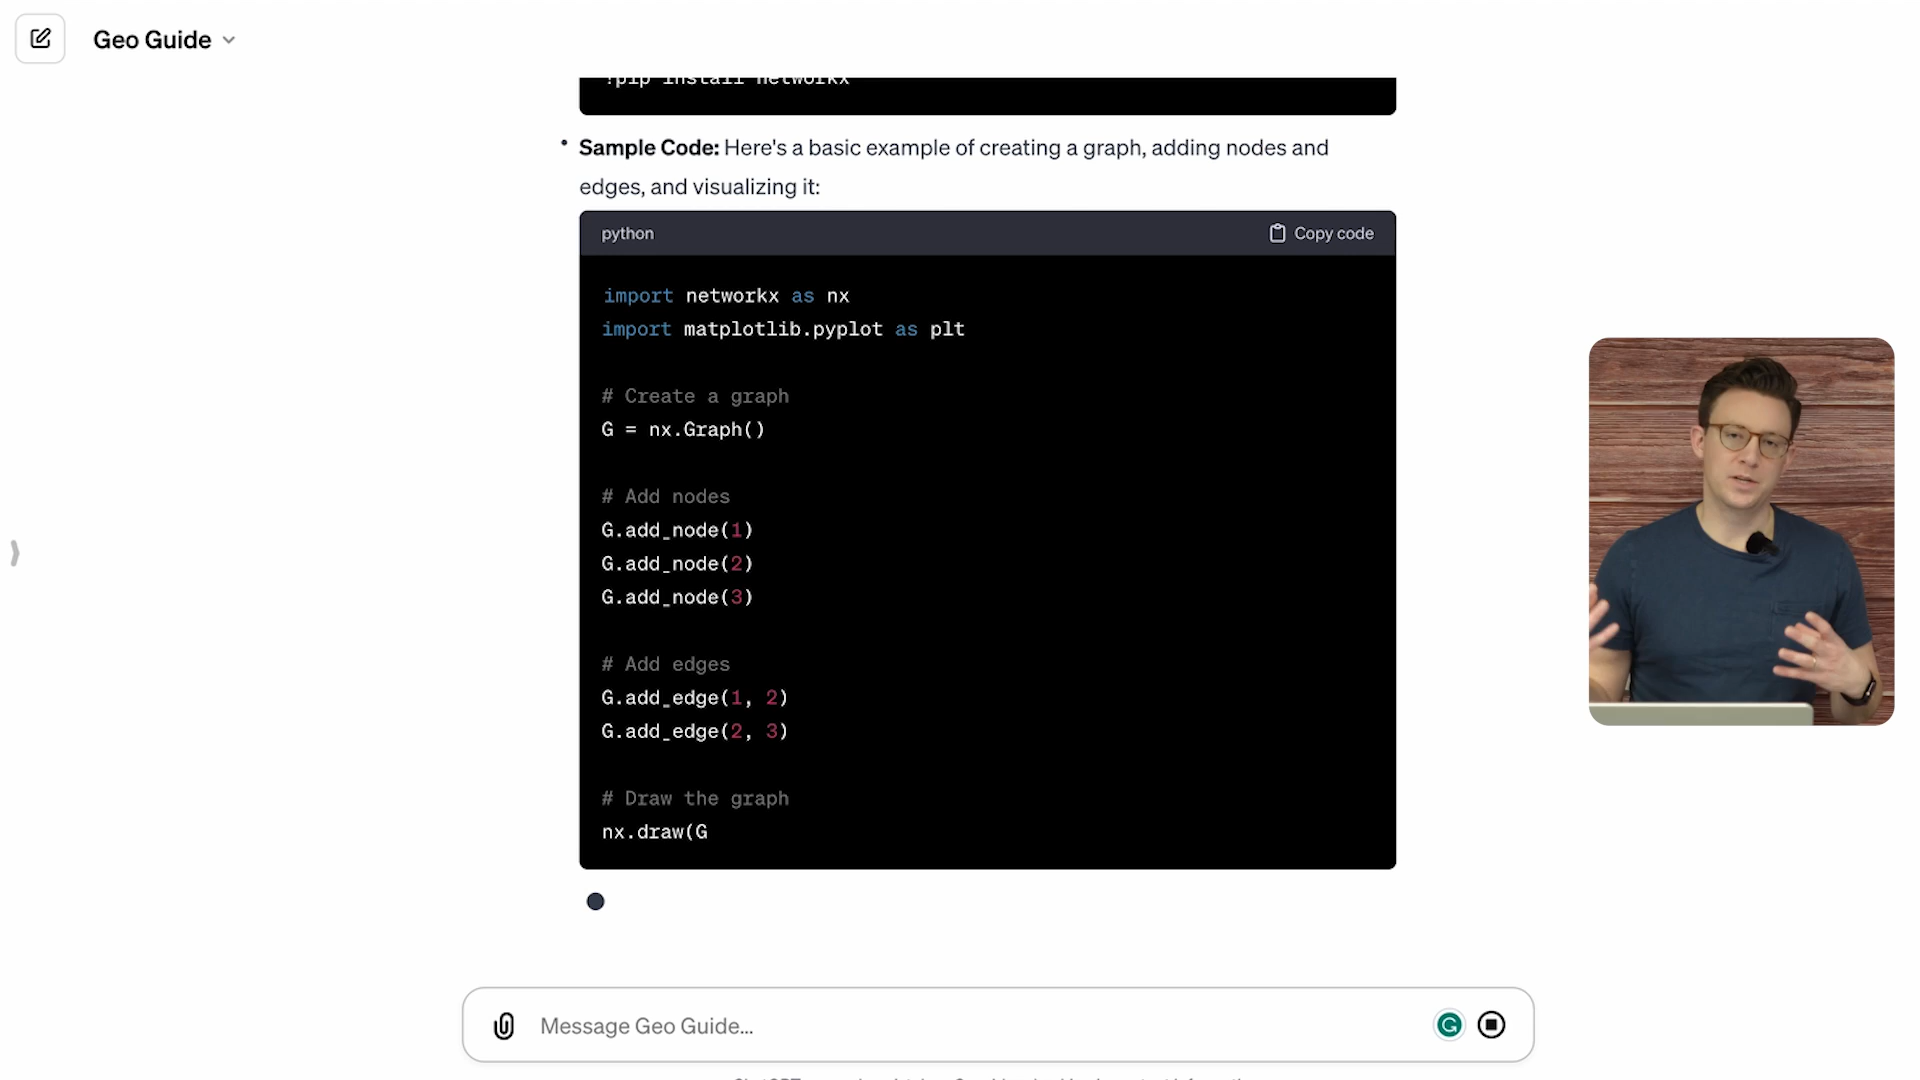 Geo Guide
!pip install networkx
• Sample Code: Here's a basic example of creating a graph, adding nodes and
edges, and visualizing it:
python
Copy code
import networkx as nx
import matplotlib.pyplot as plt
# Create a graph
G = nx.Graph()
# Add nodes
G.add_node(1)
G.add_node(2)
G.add_node(3)
# Add edges
G.add_edge(1, 2)
G.add_edge(2, 3)
# Draw the graph
nx.draw(G
Message Geo Guide...